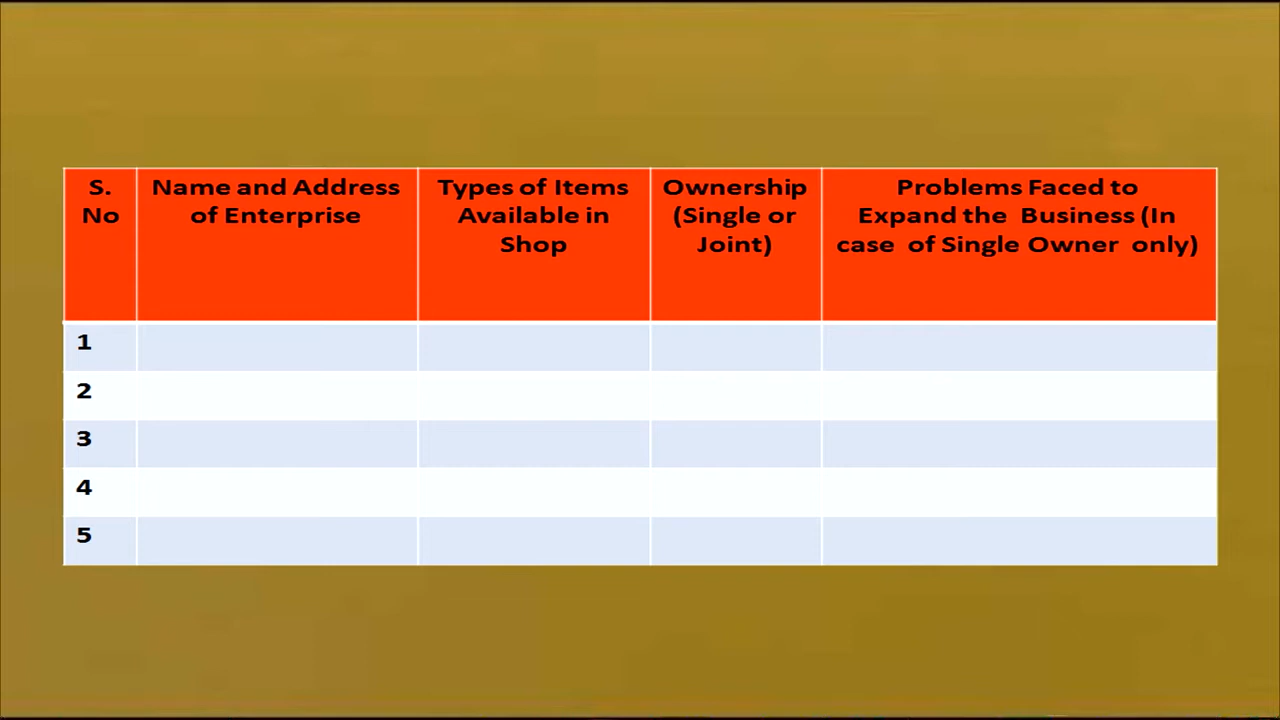 S.
No
Name and Address
of Enterprise
Types of Items
Available in
Shop
Ownership
(Single or
Joint)
Problems Faced to
Expand the Business (In
case of Single Owner only)
1
2
3
4
5